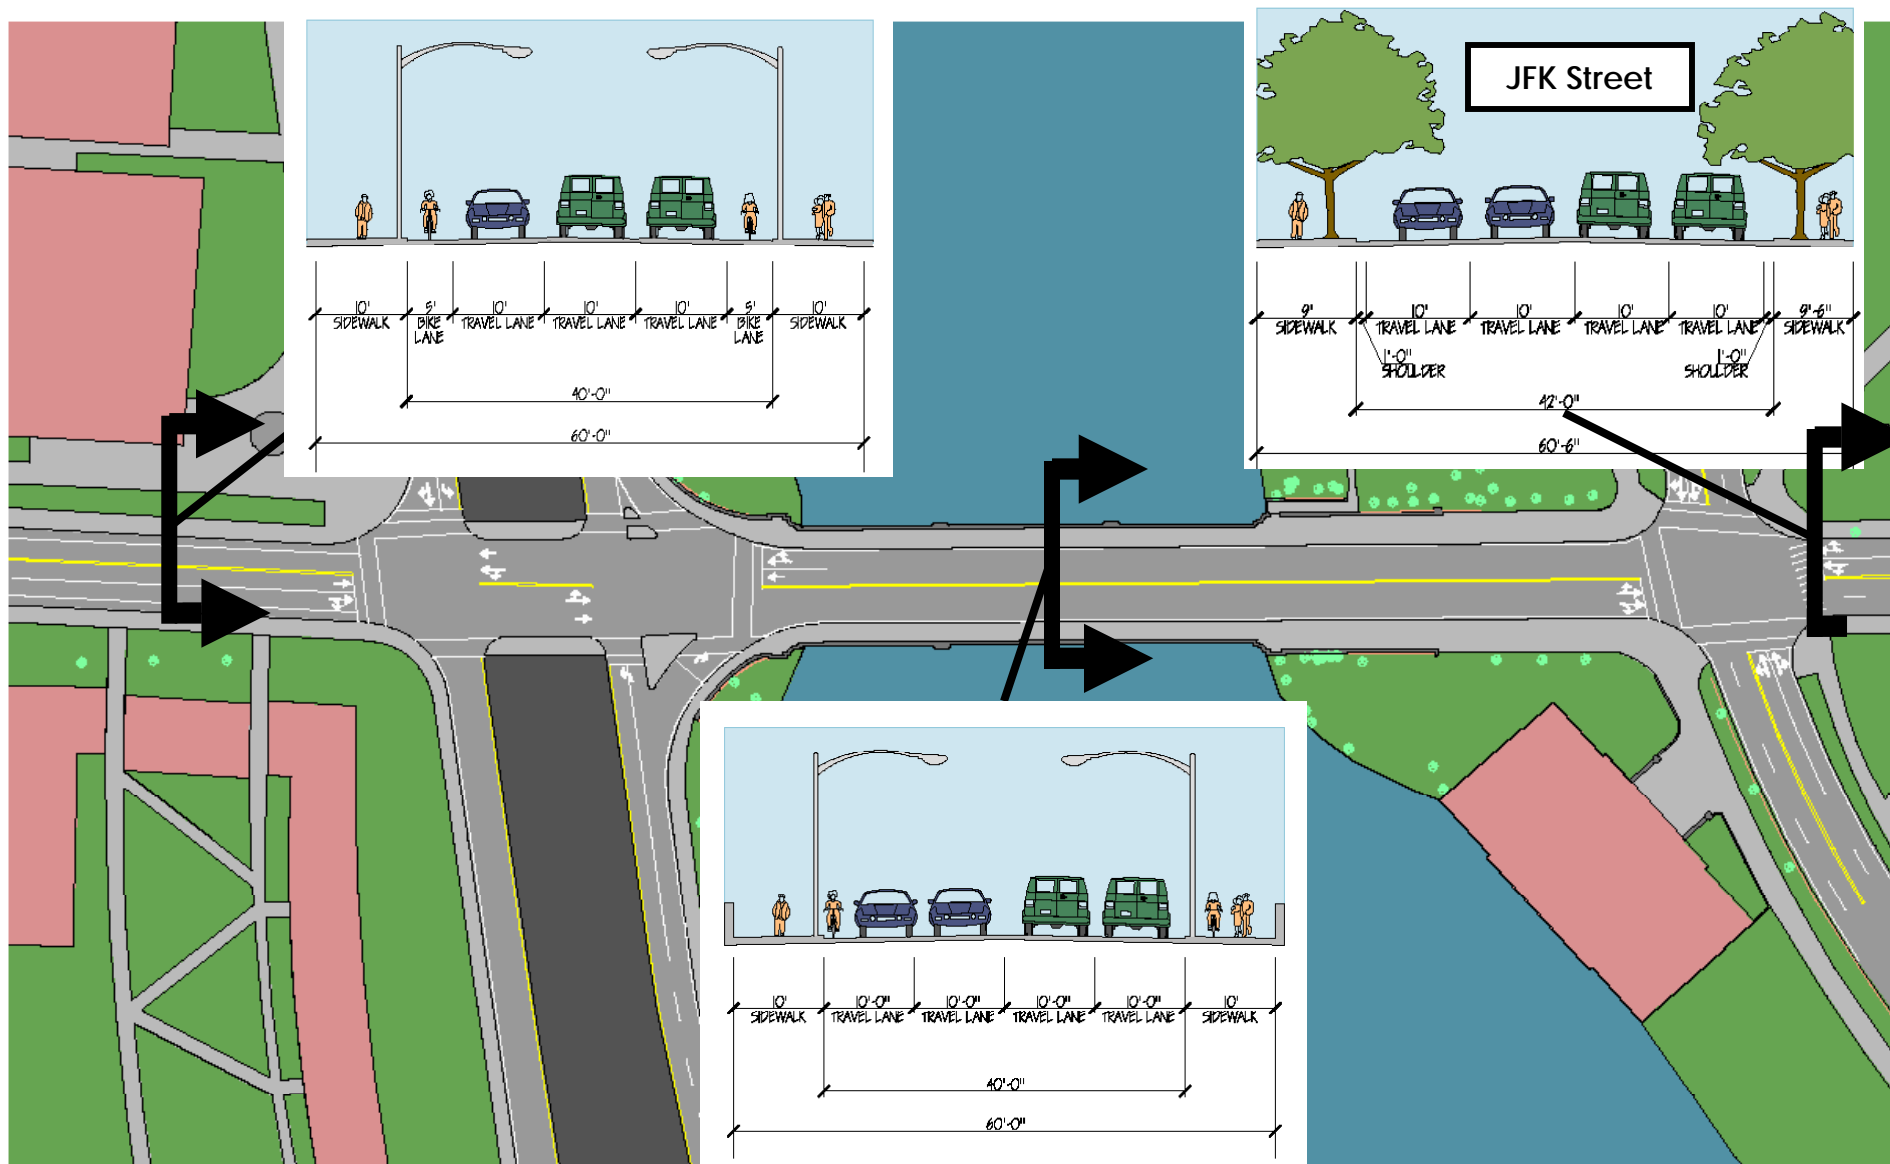 10' 5' 10' 10' 10' 5' 10'
SIDEWALK BIKE TRAVEL LANE TRAVEL LANE TRAVEL LANE BIKE SIDEWALK
LANE LANE
40'-0"
60'-0"
JFK Street
9' 10' 10' 10' 10' 9'-6"
SIDEWALK TRAVEL LANE TRAVEL LANE TRAVEL LANE TRAVEL LANE SIDEWALK
1'-0" 1'-0"
SHOULDER SHOULDER
42'-0"
60'-6"
10' 10'-0" 10'-0" 10'-0" 10'-0" 10'
SIDEWALK TRAVEL LANE TRAVEL LANE TRAVEL LANE TRAVEL LANE SIDEWALK
40'-0"
60'-0"